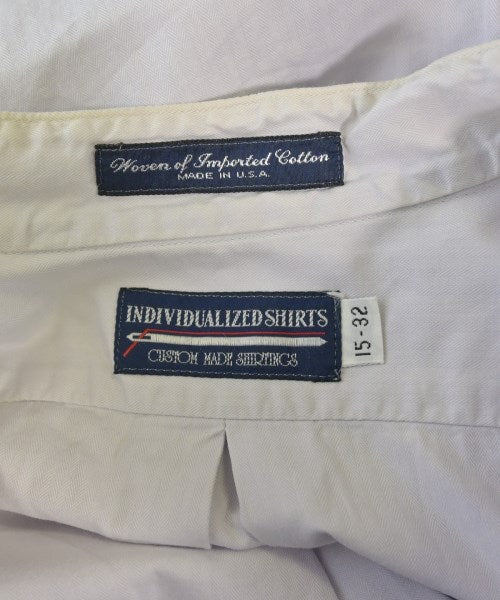 Woven of Imported Cotton
MADE IN U.S.A.
INDIVIDUALIZED SHIRTS
CUSTOM MADE SHIRTINGS
15-32